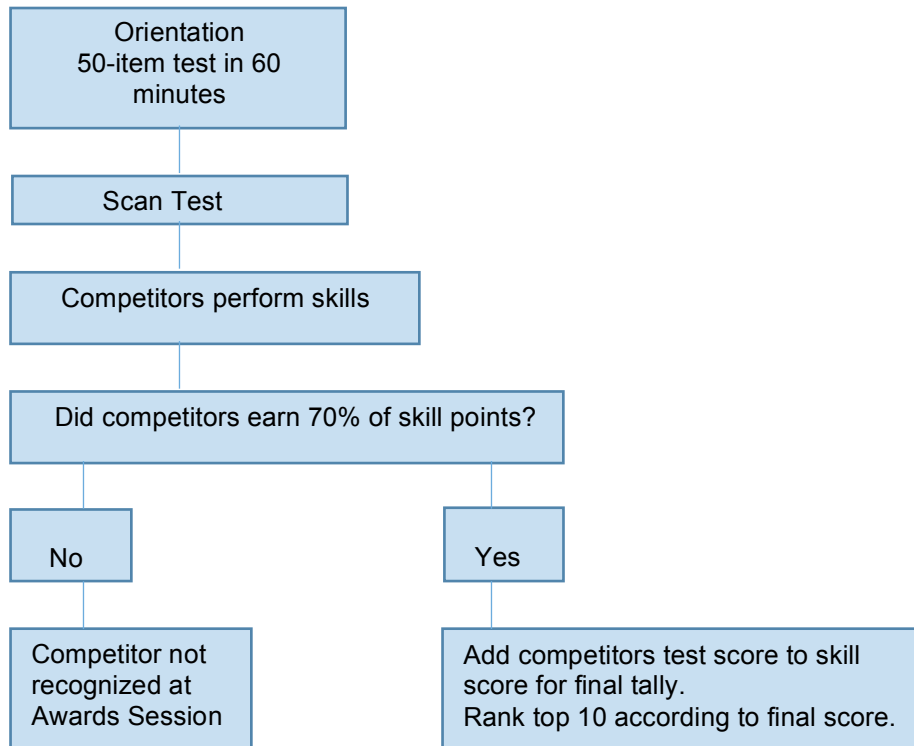 Orientation
50-item test in 60
minutes
Scan Test
Competitors perform skills
Did competitors earn 70% of skill points?
No
Yes
Competitor not
recognized at
Awards Session
Add competitors test score to skill
score for final tally.
Rank top 10 according to final score.